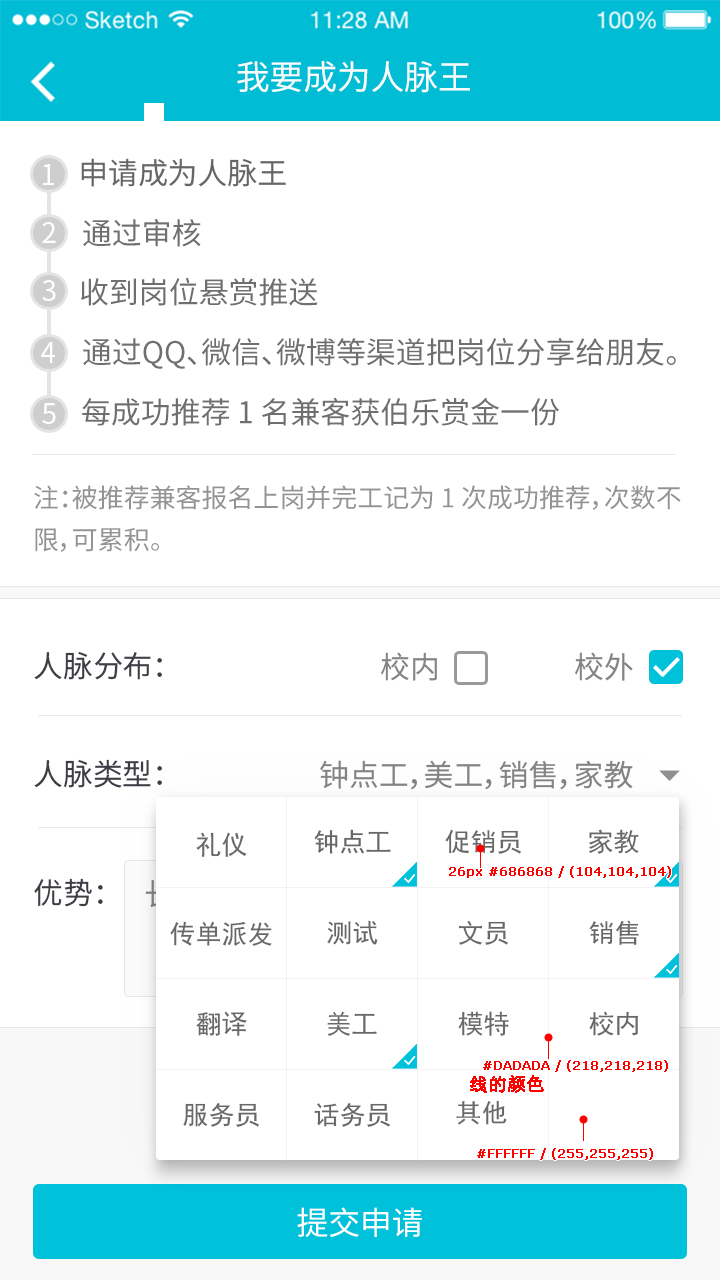 Sketch 11:28 AM 100%
我要成为人脉王
1 申请成为人脉王
2 通过审核
3 收到岗位悬赏推送
4 通过QQ、微信、微博等渠道把岗位分享给朋友。
5 每成功推荐 1 名兼客获伯乐赏金一份
注：被推荐兼客报名上岗并完工记为 1 次成功推荐，次数不
限，可累积。
人脉分布： 校内 校外
人脉类型： 钟点工，美工，销售，家教
礼仪 钟点工 促销员 家教
26px #686868 / (104,104,104)
优势：
传单派发 测试 文员 销售
翻译 美工 模特 校内
#DADADA / (218,218,218)
线的颜色
服务员 话务员 其他
#FFFFFF / (255,255,255)
提交申请